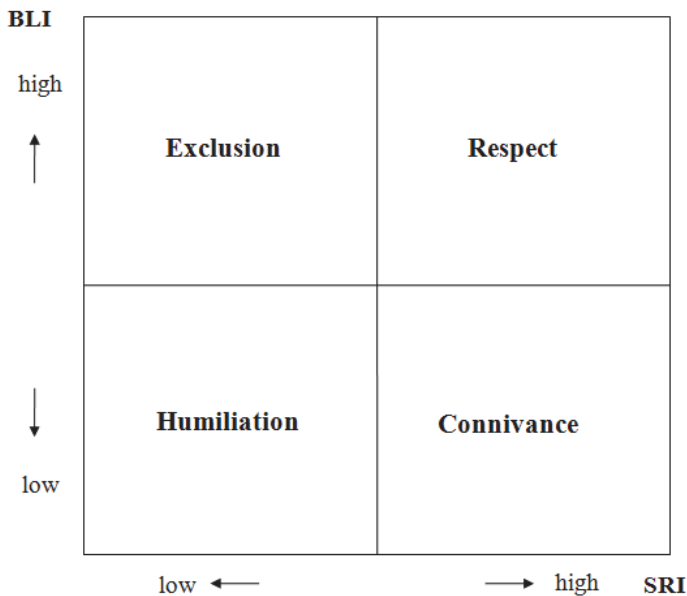 BLI
high
Exclusion
Respect
Humiliation
Connivance
low
low
high
SRI